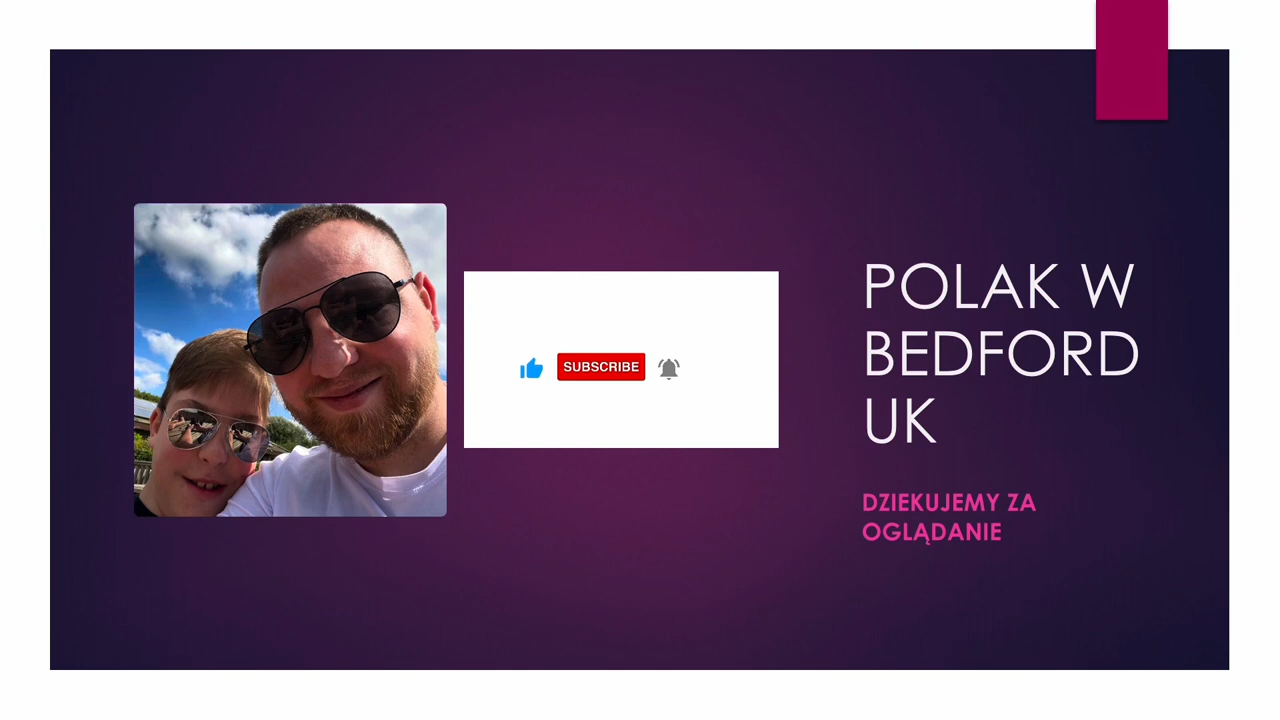 SUBSCRIBE
POLAK W
BEDFORD
UK
DZIEKUJEMY ZA
OGLĄDANIE